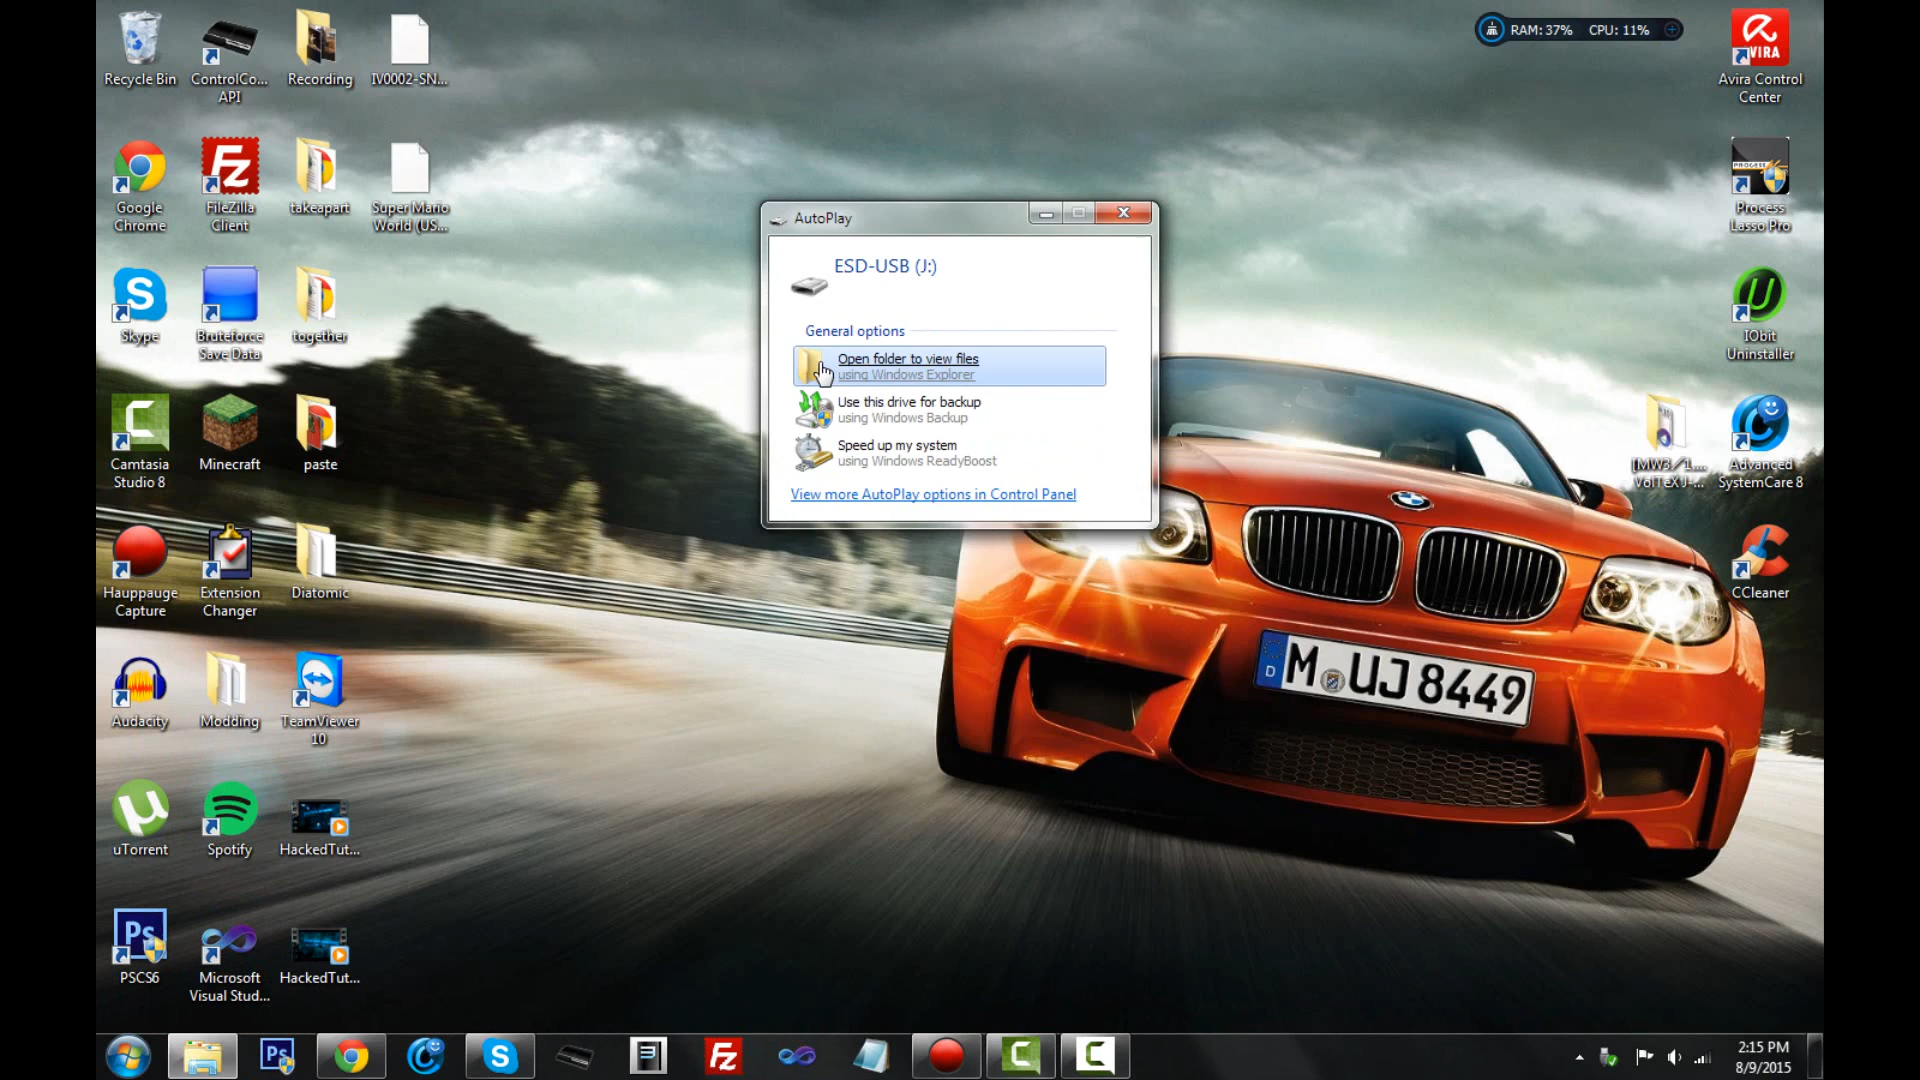 Recycle Bin
ControlCo...
API
Recording
IV0002-SN...
Google
Chrome
FileZilla
Client
takeapart
Super Mario
World (US...
Skype
Bruteforce
Save Data
together
Camtasia
Studio 8
Minecraft
paste
Hauppauge
Capture
Extension
Changer
Diatomic
Audacity
Modding
TeamViewer
10
uTorrent
Spotify
HackedTut...
PSCS6
Microsoft
Visual Stud...
HackedTut...
AutoPlay
ESD-USB (J:)
General options
Open folder to view files
using Windows Explorer
Use this drive for backup
using Windows Backup
Speed up my system
using Windows ReadyBoost
View more AutoPlay options in Control Panel
RAM: 37% CPU: 11%
AVIRA
Avira Control
Center
PROCESS
Process
Lasso Pro
IObit
Uninstaller
[MW3/1....
VolTeX J-...
Advanced
SystemCare 8
CCleaner
D
M UJ 8449
2:15 PM
8/9/2015